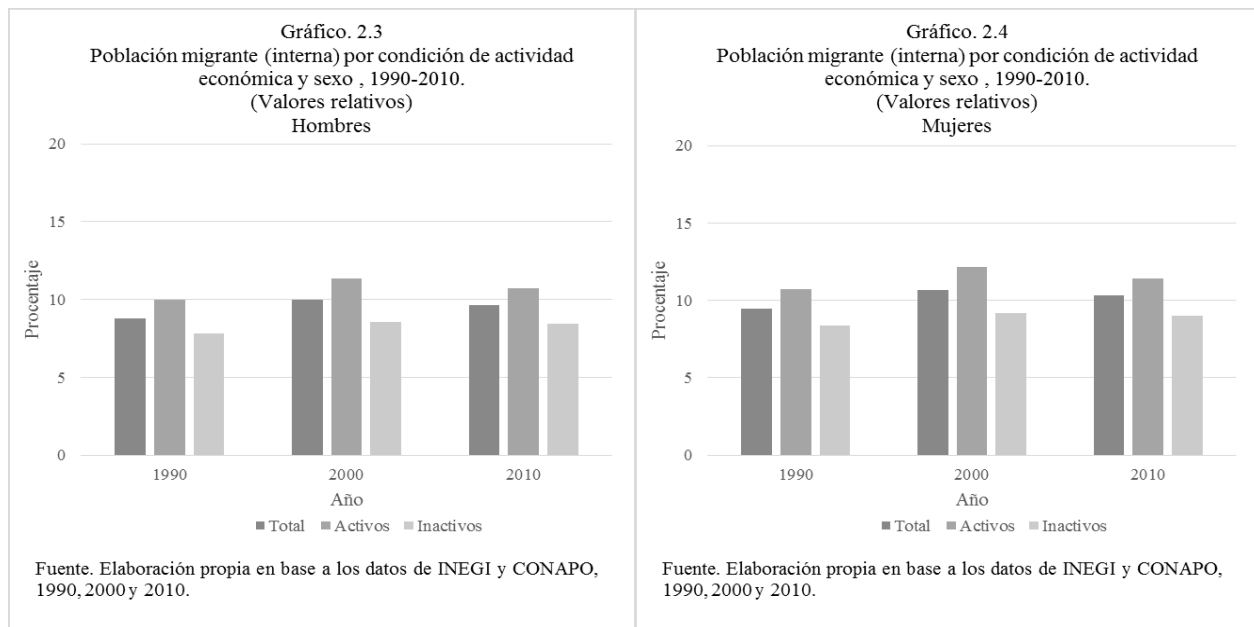 Gráfico. 2.3
Población migrante (interna) por condición de actividad
económica y sexo , 1990-2010.
(Valores relativos)
Hombres
20
15
10
5
0
Procentaje
1990
2000
2010
Año
Total
Activos
Inactivos
Fuente. Elaboración propia en base a los datos de INEGI y CONAPO,
1990, 2000 y 2010.
Gráfico. 2.4
Población migrante (interna) por condición de actividad
económica y sexo , 1990-2010.
(Valores relativos)
Mujeres
20
15
10
5
0
Procentaje
1990
2000
2010
Año
Total
Activos
Inactivos
Fuente. Elaboración propia en base a los datos de INEGI y CONAPO,
1990, 2000 y 2010.